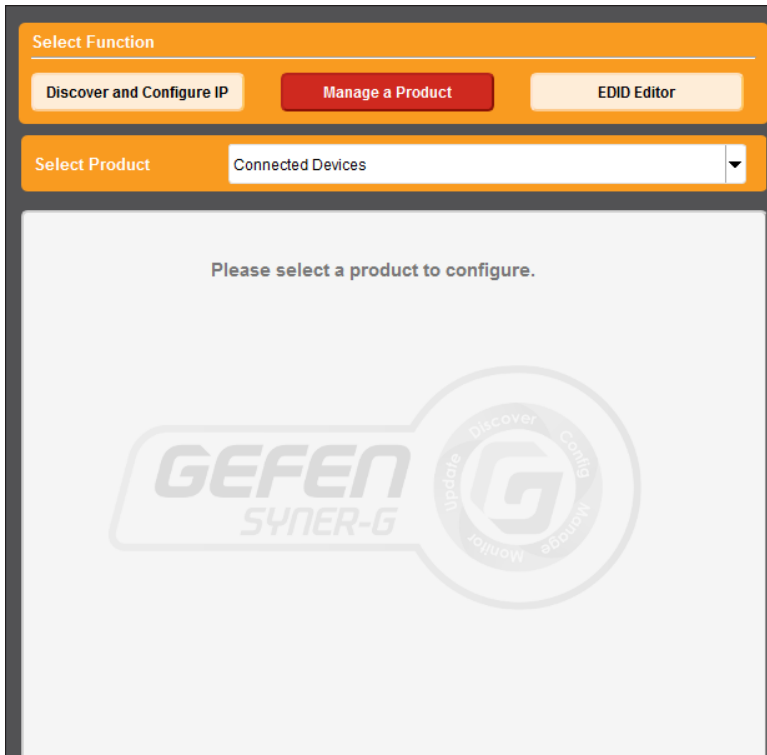 Select Function
Discover and Configure IP
Manage a Product
EDID Editor
Select Product
Connected Devices
Please select a product to configure.
GEFEN
SYNER-G
Discover
Config
Manage
Monitor
Update
G